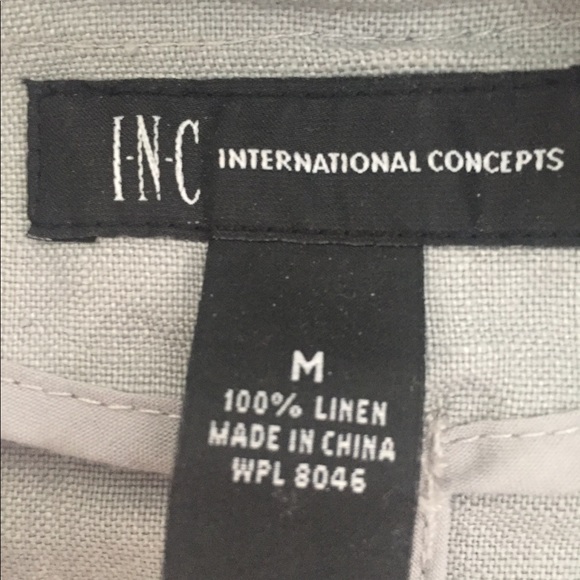 I-N-C INTERNATIONAL CONCEPTS
M
100% LINEN
MADE IN CHINA
WPL 8046